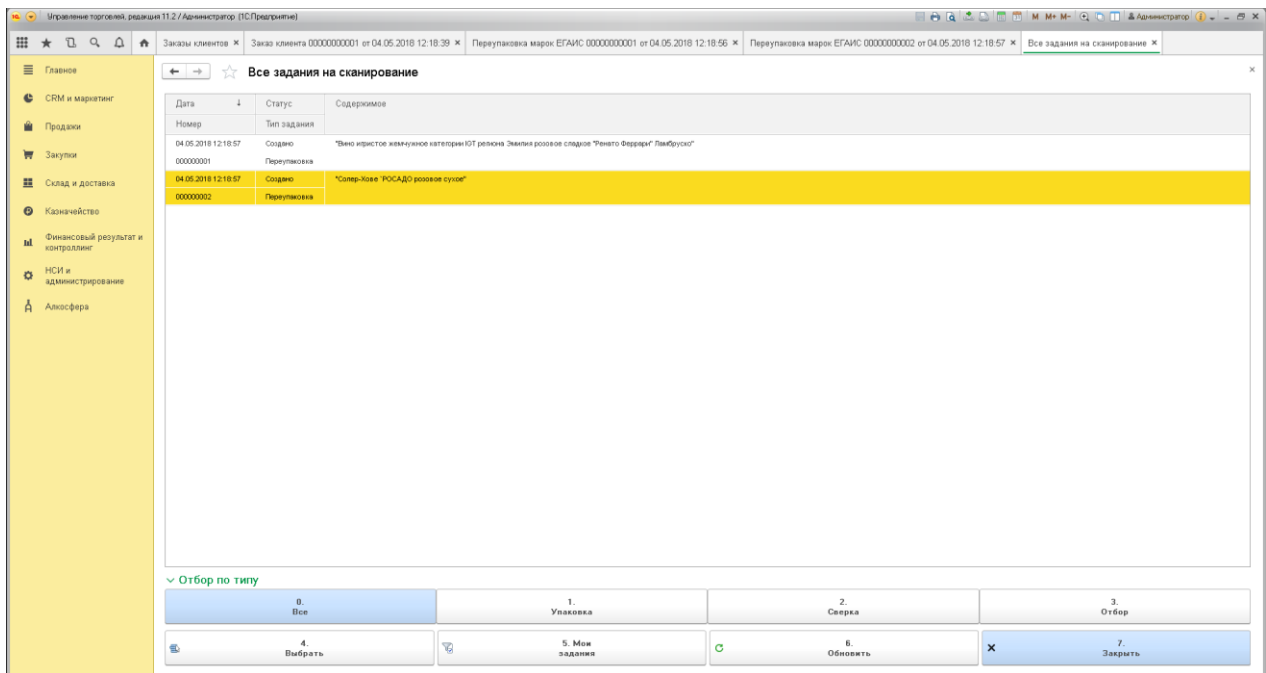 Управление торговлей, редакция 11.2 / Администратор (1С:Предприятие)
M M+ M- Администратор
Заказы клиентов × Заказ клиента 00000000001 от 04.05.2018 12:18:39 × Переупаковка марок ЕГАИС 00000000001 от 04.05.2018 12:18:56 × Переупаковка марок ЕГАИС 00000000002 от 04.05.2018 12:18:57 × Все задания на сканирование ×
Главное
CRM и маркетинг
Продажи
Закупки
Склад и доставка
Казначейство
Финансовый результат и
контроллинг
НСИ и
администрирование
Алкосфера
Все задания на сканирование
Дата ↓ Статус Содержимое
Номер Тип задания
04.05.2018 12:18:57 Создано "Вино игристое жемчужное категории IGT региона Эмилия розовое сладкое "Ренато Феррари" Ламбруско"
000000001 Переупаковка
04.05.2018 12:18:57 Создано "Солер-Хове "РОСАДО розовое сухое"
000000002 Переупаковка
Отбор по типу
0.
Все
1.
Упаковка
2.
Сверка
3.
Отбор
4.
Выбрать
5. Мои
задания
6.
Обновить
7.
Закрыть